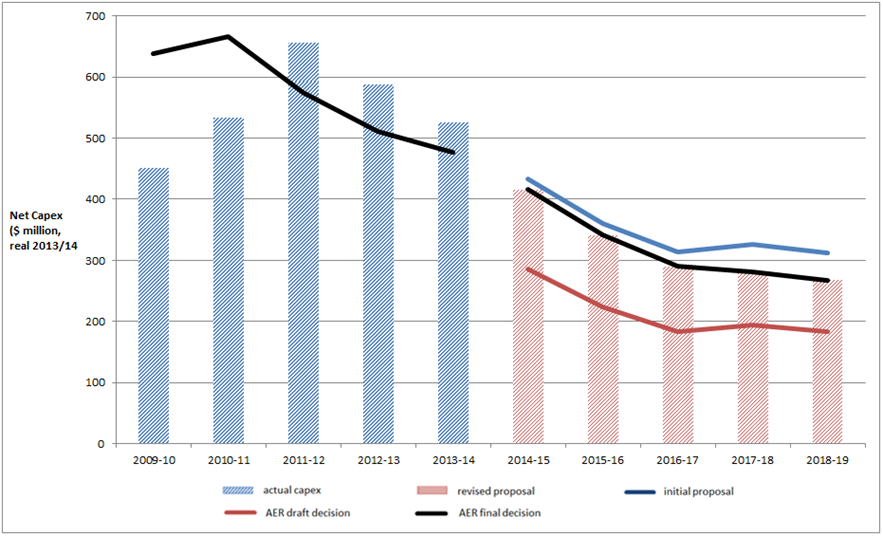 700
600
500
400
300
200
100
0
Net Capex
($ million,
real 2013/14
2009-10 2010-11 2011-12 2012-13 2013-14 2014-15 2015-16 2016-17 2017-18 2018-19
actual capex revised proposal initial proposal
AER draft decision AER final decision